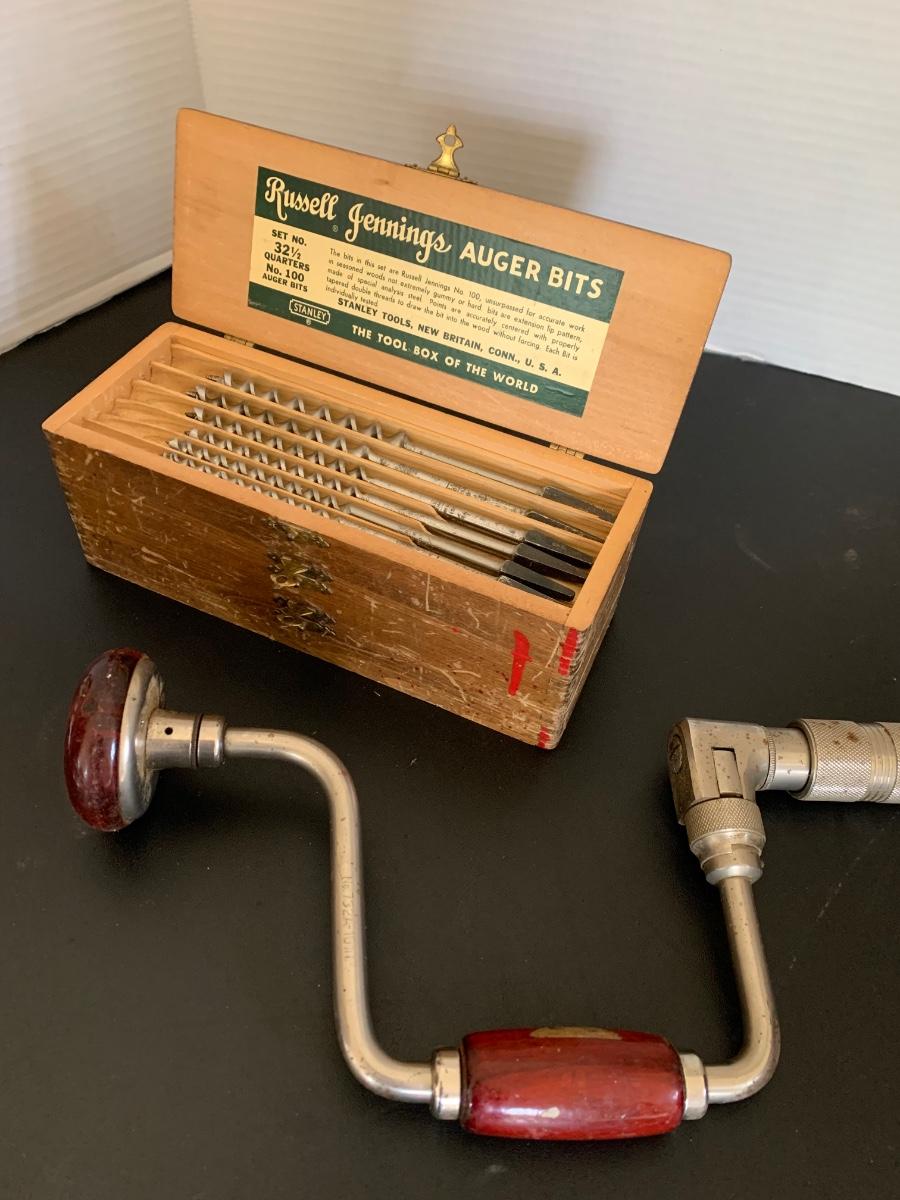 Russell Jennings AUGER BITS
®
SET NO.
32½
QUARTERS
No. 100
AUGER BITS
The bits in this set are Russell Jennings No. 100, unsurpassed for accurate work
in seasoned woods not extremely gummy or hard. bits are extension lip pattern,
made of special analysis steel. Points are accurately centered with properly
tapered double threads to draw the bit into the wood without forcing. Each Bit is
individually tested.
STANLEY
®
STANLEY TOOLS, NEW BRITAIN, CONN., U. S. A.
THE TOOL BOX OF THE WORLD